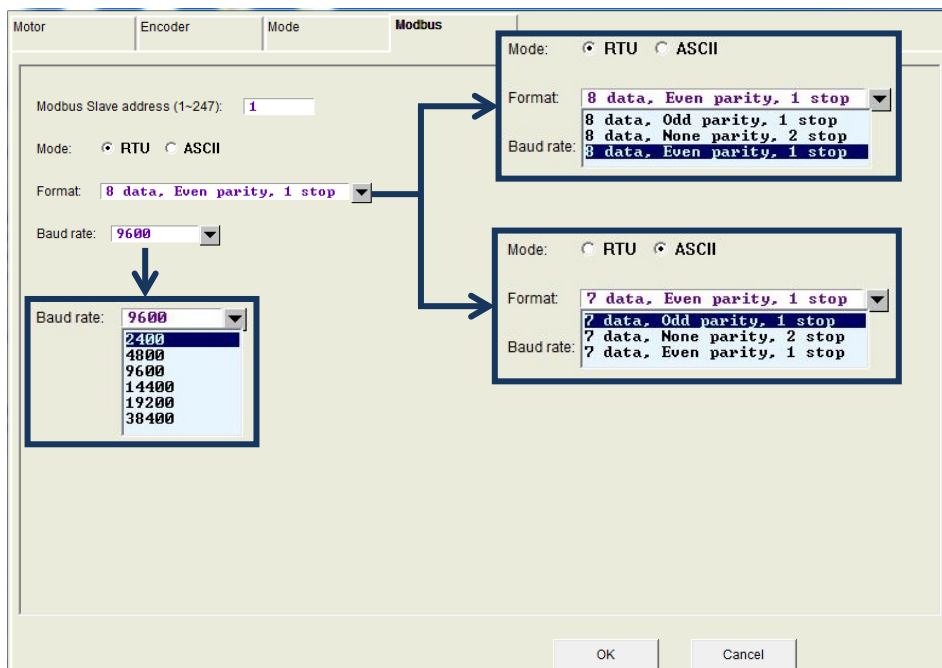 Motor Encoder Mode Modbus
Modbus Slave address (1~247): 1
Mode: RTU ASCII
Format: 8 data, Even parity, 1 stop
Baud rate: 9600
Baud rate: 9600
2400
4800
9600
14400
19200
38400
Mode: RTU ASCII
Format: 8 data, Even parity, 1 stop
8 data, Odd parity, 1 stop
8 data, None parity, 2 stop
Baud rate: 8 data, Even parity, 1 stop
Mode: RTU ASCII
Format: 7 data, Even parity, 1 stop
7 data, Odd parity, 1 stop
7 data, None parity, 2 stop
Baud rate: 7 data, Even parity, 1 stop
OK Cancel